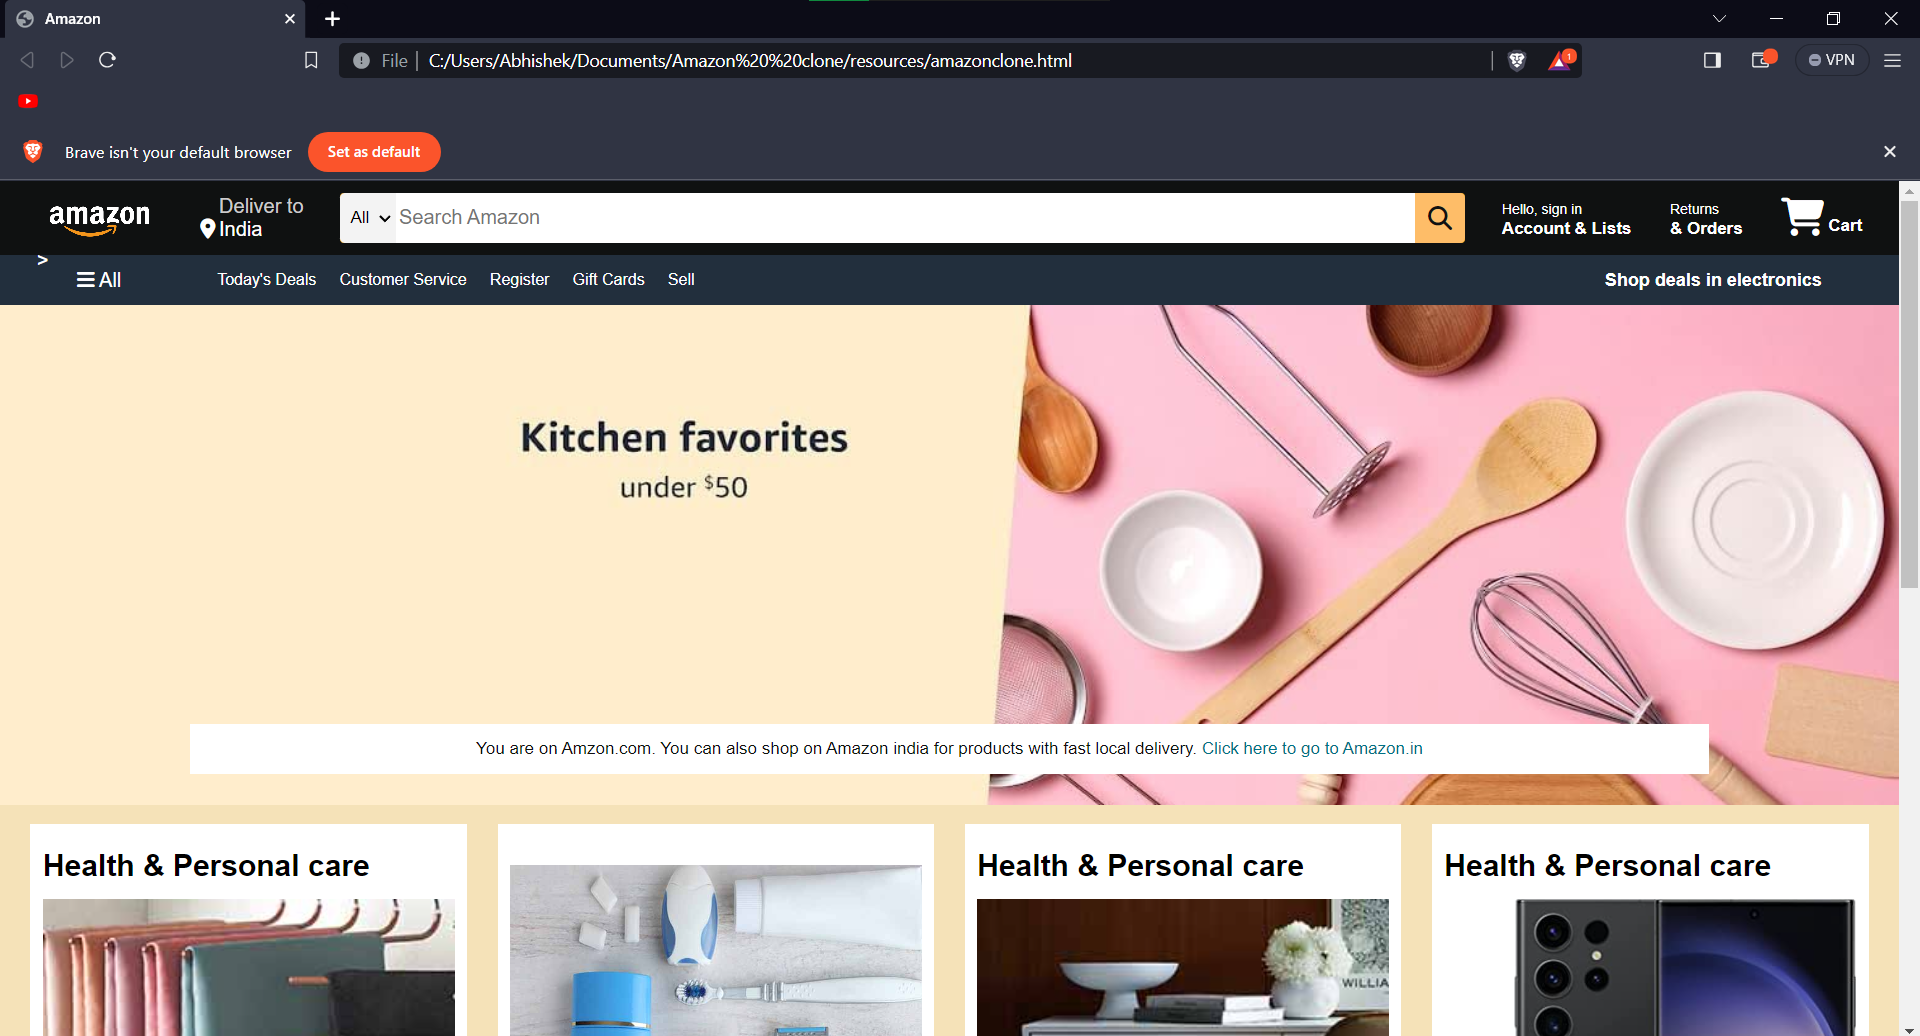 Amazon
File
C:/Users/Abhishek/Documents/Amazon%20%20clone/resources/amazonclone.html
1
VPN
Brave isn't your default browser
Set as default
amazon
Deliver to
India
All
Search Amazon
Hello, sign in
Account & Lists
Returns
& Orders
Cart
>
All
Today's Deals
Customer Service
Register
Gift Cards
Sell
Shop deals in electronics
Kitchen favorites
under $50
You are on Amzon.com. You can also shop on Amazon india for products with fast local delivery. Click here to go to Amazon.in
Health & Personal care
Health & Personal care
Health & Personal care
WILLIA